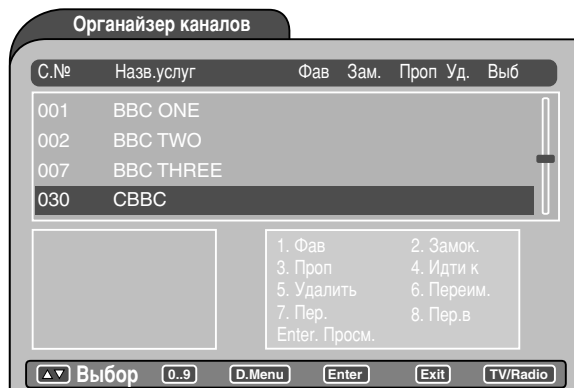 Органайзер каналов
С.№ Назв.услуг Фав Зам. Проп Уд. Выб
001 BBC ONE
002 BBC TWO
007 BBC THREE
030 CBBC
1. Фав 2. Замок.
3. Проп 4. Идти к
5. Удалить 6. Переим.
7. Пер. 8. Пер.в
Enter. Просм.
Выбор 0..9 D.Menu Enter Exit TV/Radio